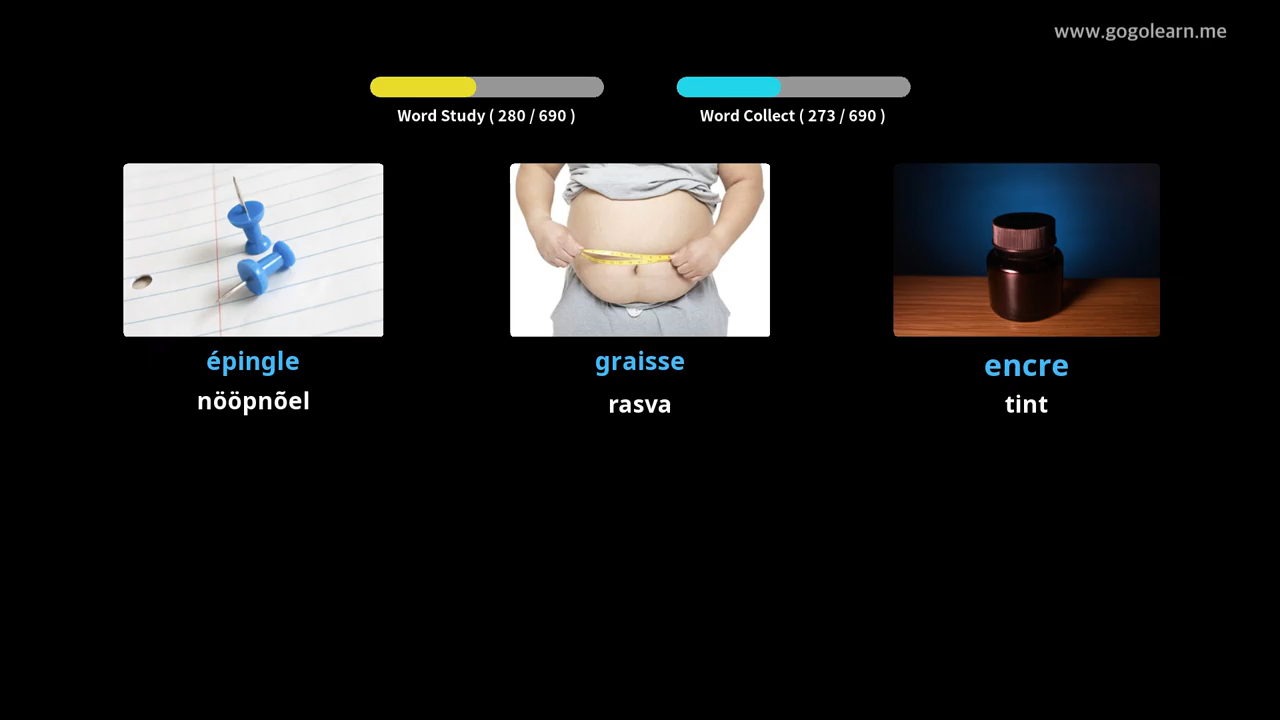 www.gogolearn.me
Word Study ( 280 / 690 )
Word Collect ( 273 / 690 )
épingle
nööpnõel
graisse
rasva
encre
tint